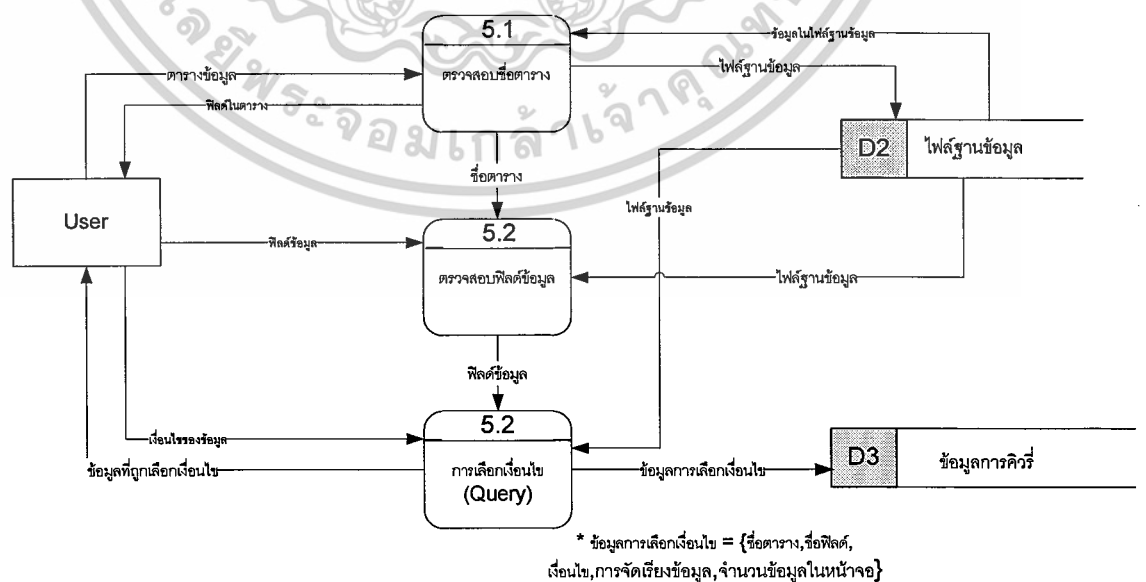 5.1
ตรวจสอบชื่อตาราง
ข้อมูลในไฟล์ฐานข้อมูล
ตารางข้อมูล
ไฟล์ฐานข้อมูล
ฟิลด์ในตาราง
D2
ไฟล์ฐานข้อมูล
พระจอมเกล้าเจ้าคุณ
ชื่อตาราง
User
ไฟล์ฐานข้อมูล
5.2
ตรวจสอบฟิลด์ข้อมูล
ฟิลด์ข้อมูล
ไฟล์ฐานข้อมูล
ฟิลด์ข้อมูล
5.2
การเลือกเงื่อนไข
(Query)
เงื่อนไขของข้อมูล
ข้อมูลที่ถูกเลือกเงื่อนไข
ข้อมูลการเลือกเงื่อนไข
D3
ข้อมูลการคิวรี่
* ข้อมูลการเลือกเงื่อนไข = {ชื่อตาราง,ชื่อฟิลด์,
เงื่อนไข,การจัดเรียงข้อมูล,จำนวนข้อมูลในหน้าจอ}